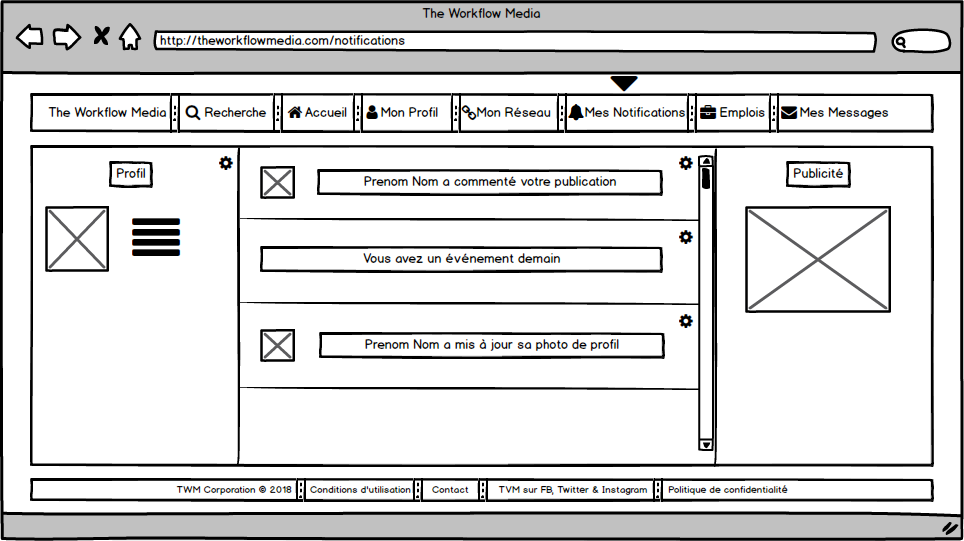 The Workflow Media
http://theworkflowmedia.com/notifications
The Workflow Media Recherche Accueil Mon Profil Mon Réseau Mes Notifications Emplois Mes Messages
Profil
Prenom Nom a commenté votre publication
Vous avez un événement demain
Prenom Nom a mis à jour sa photo de profil
Publicité
TWM Corporation © 2018 Conditions d'utilisation Contact TVM sur FB, Twitter & Instagram Politique de confidentialité